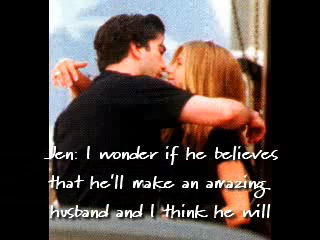 Jen: I wonder if he believes
that he'll make an amazing
husband and I think he will